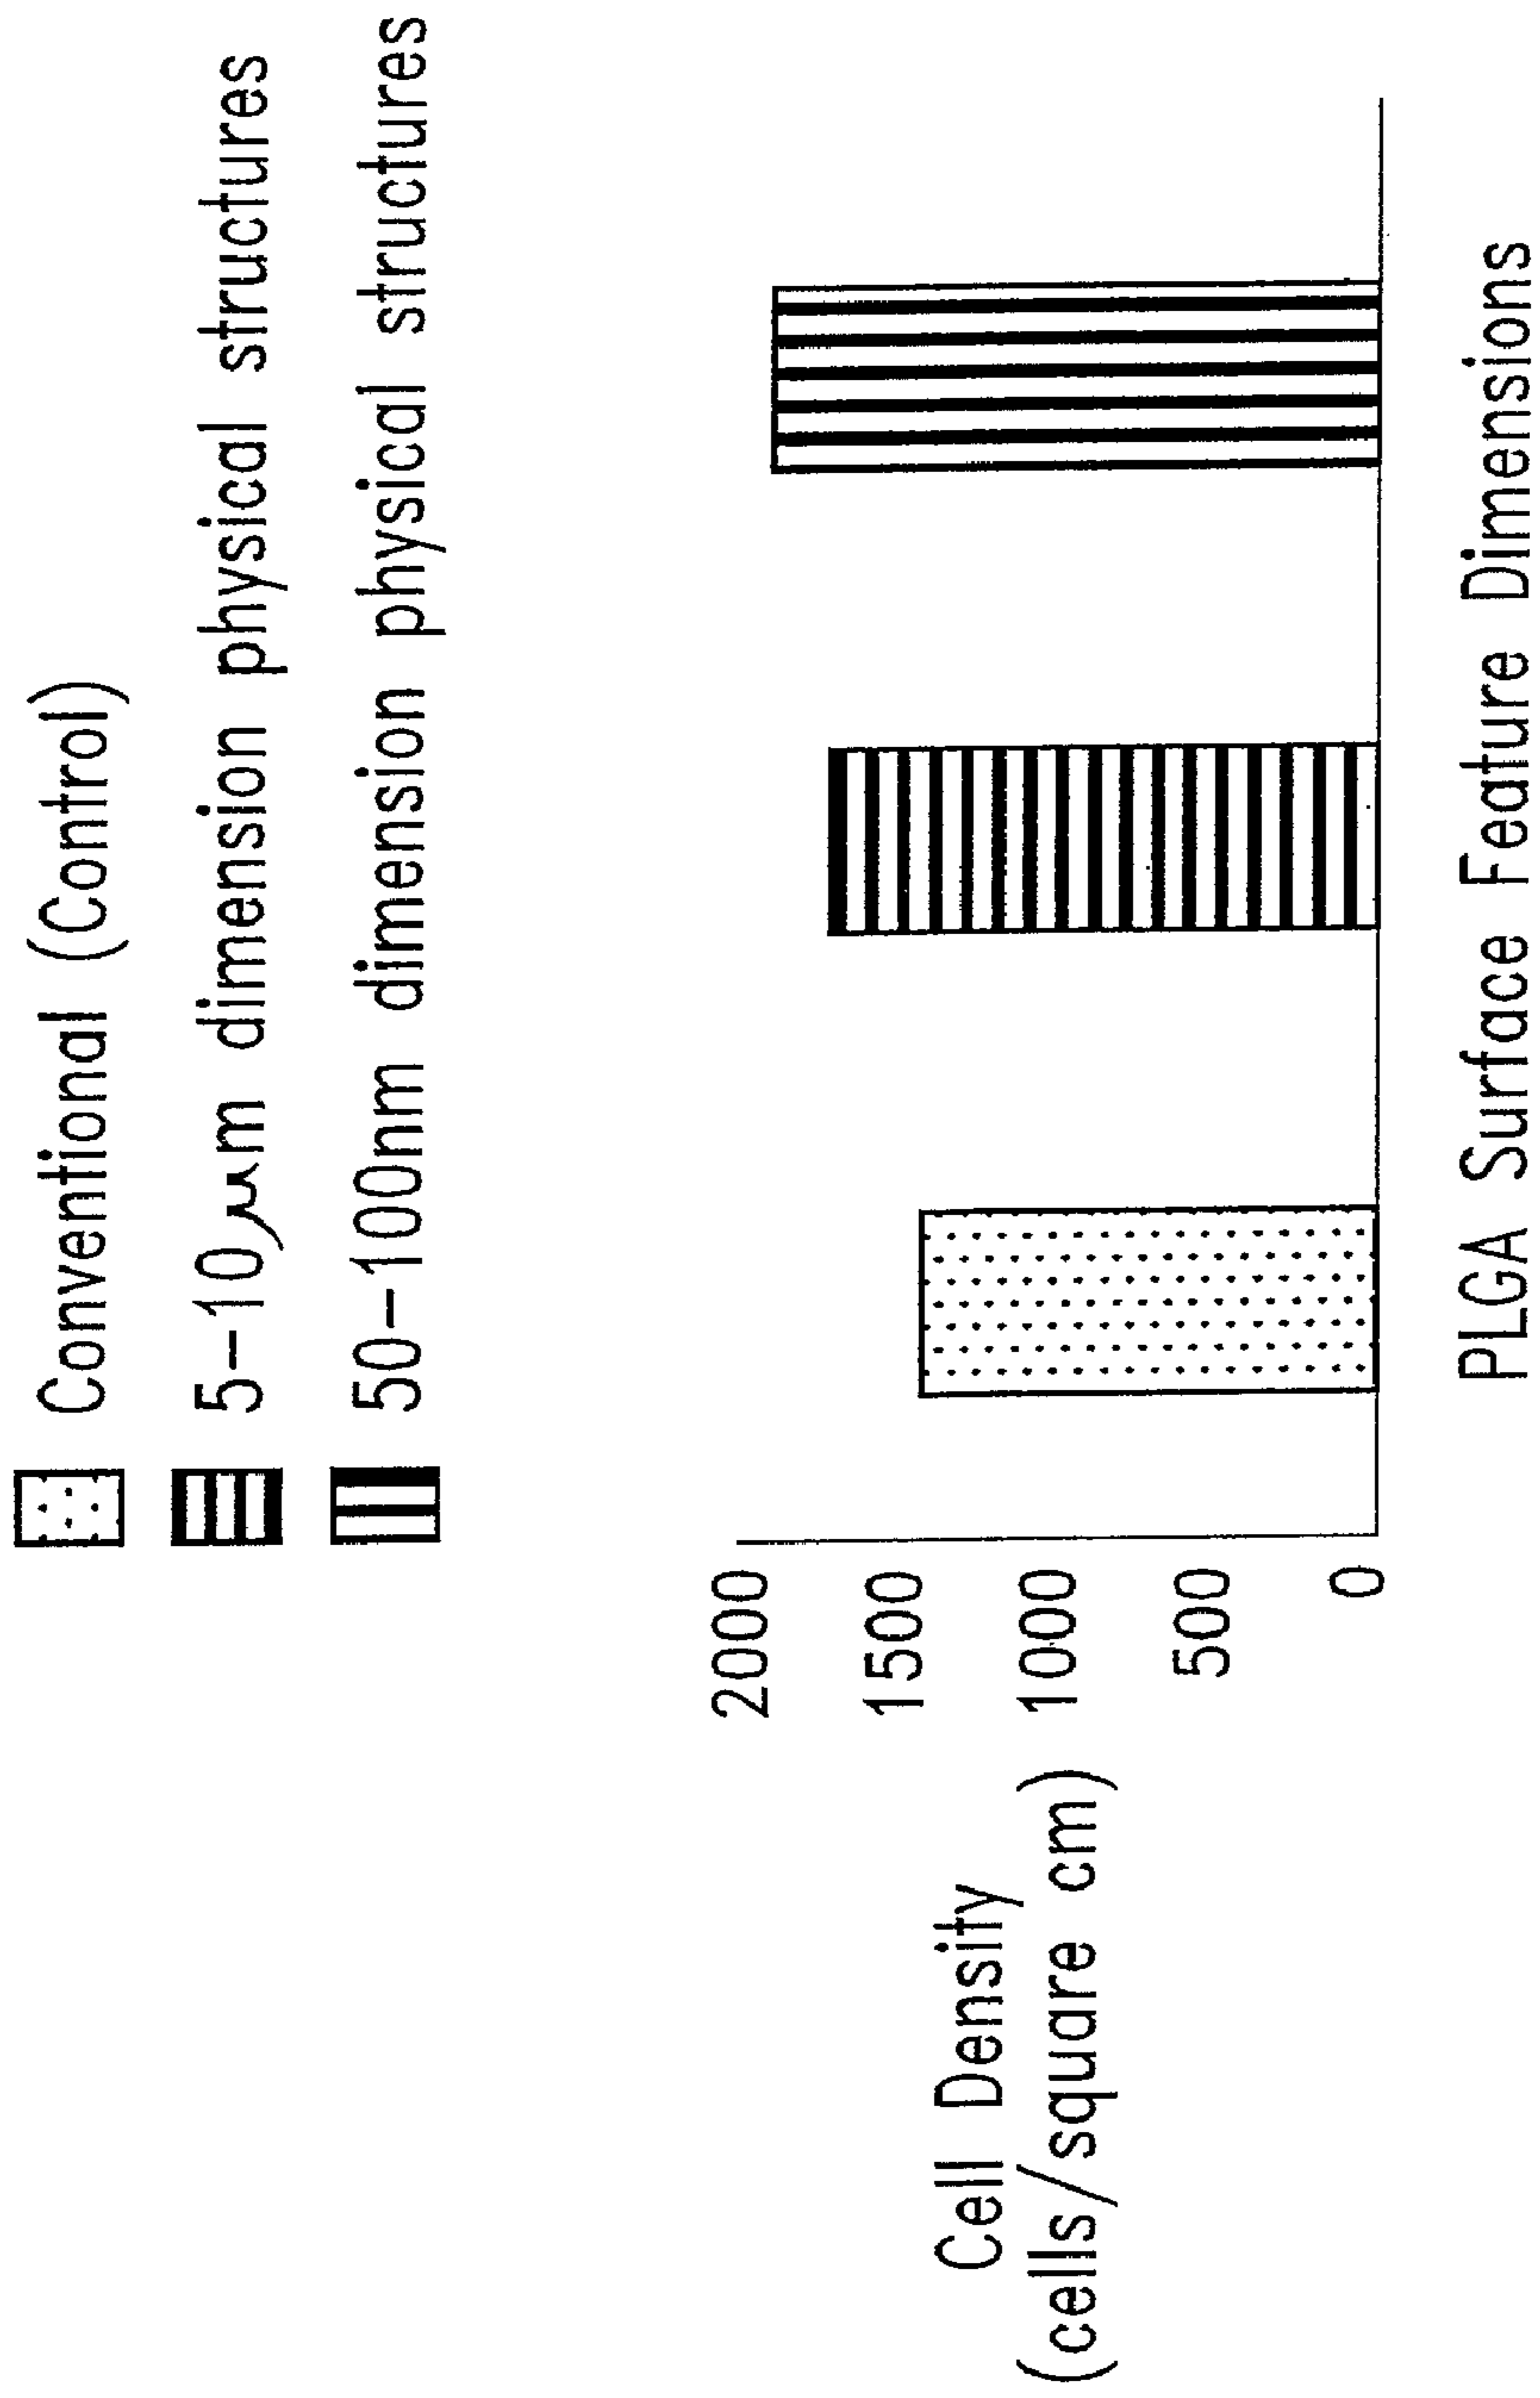 Conventional (Control)
5-10μm dimension physical structures
50-100nm dimension physical structures
2000
1500
1000
500
0
Cell Density
(cells/square cm)
PLGA Surface Feature Dimensions